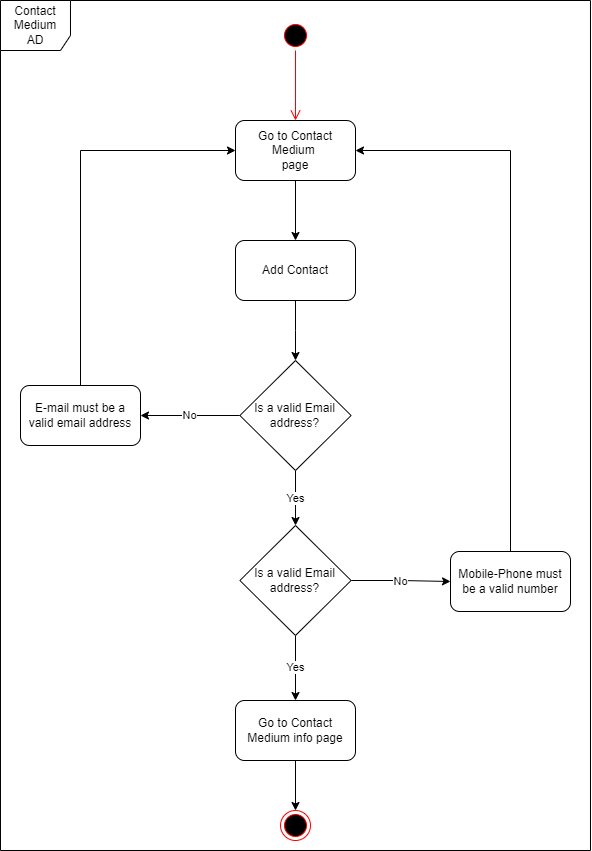 Contact
Medium
AD
Go to Contact
Medium
page
Add Contact
Is a valid Email
address?
No
E-mail must be a
valid email address
Yes
Is a valid Email
address?
No
Mobile-Phone must
be a valid number
Yes
Go to Contact
Medium info page